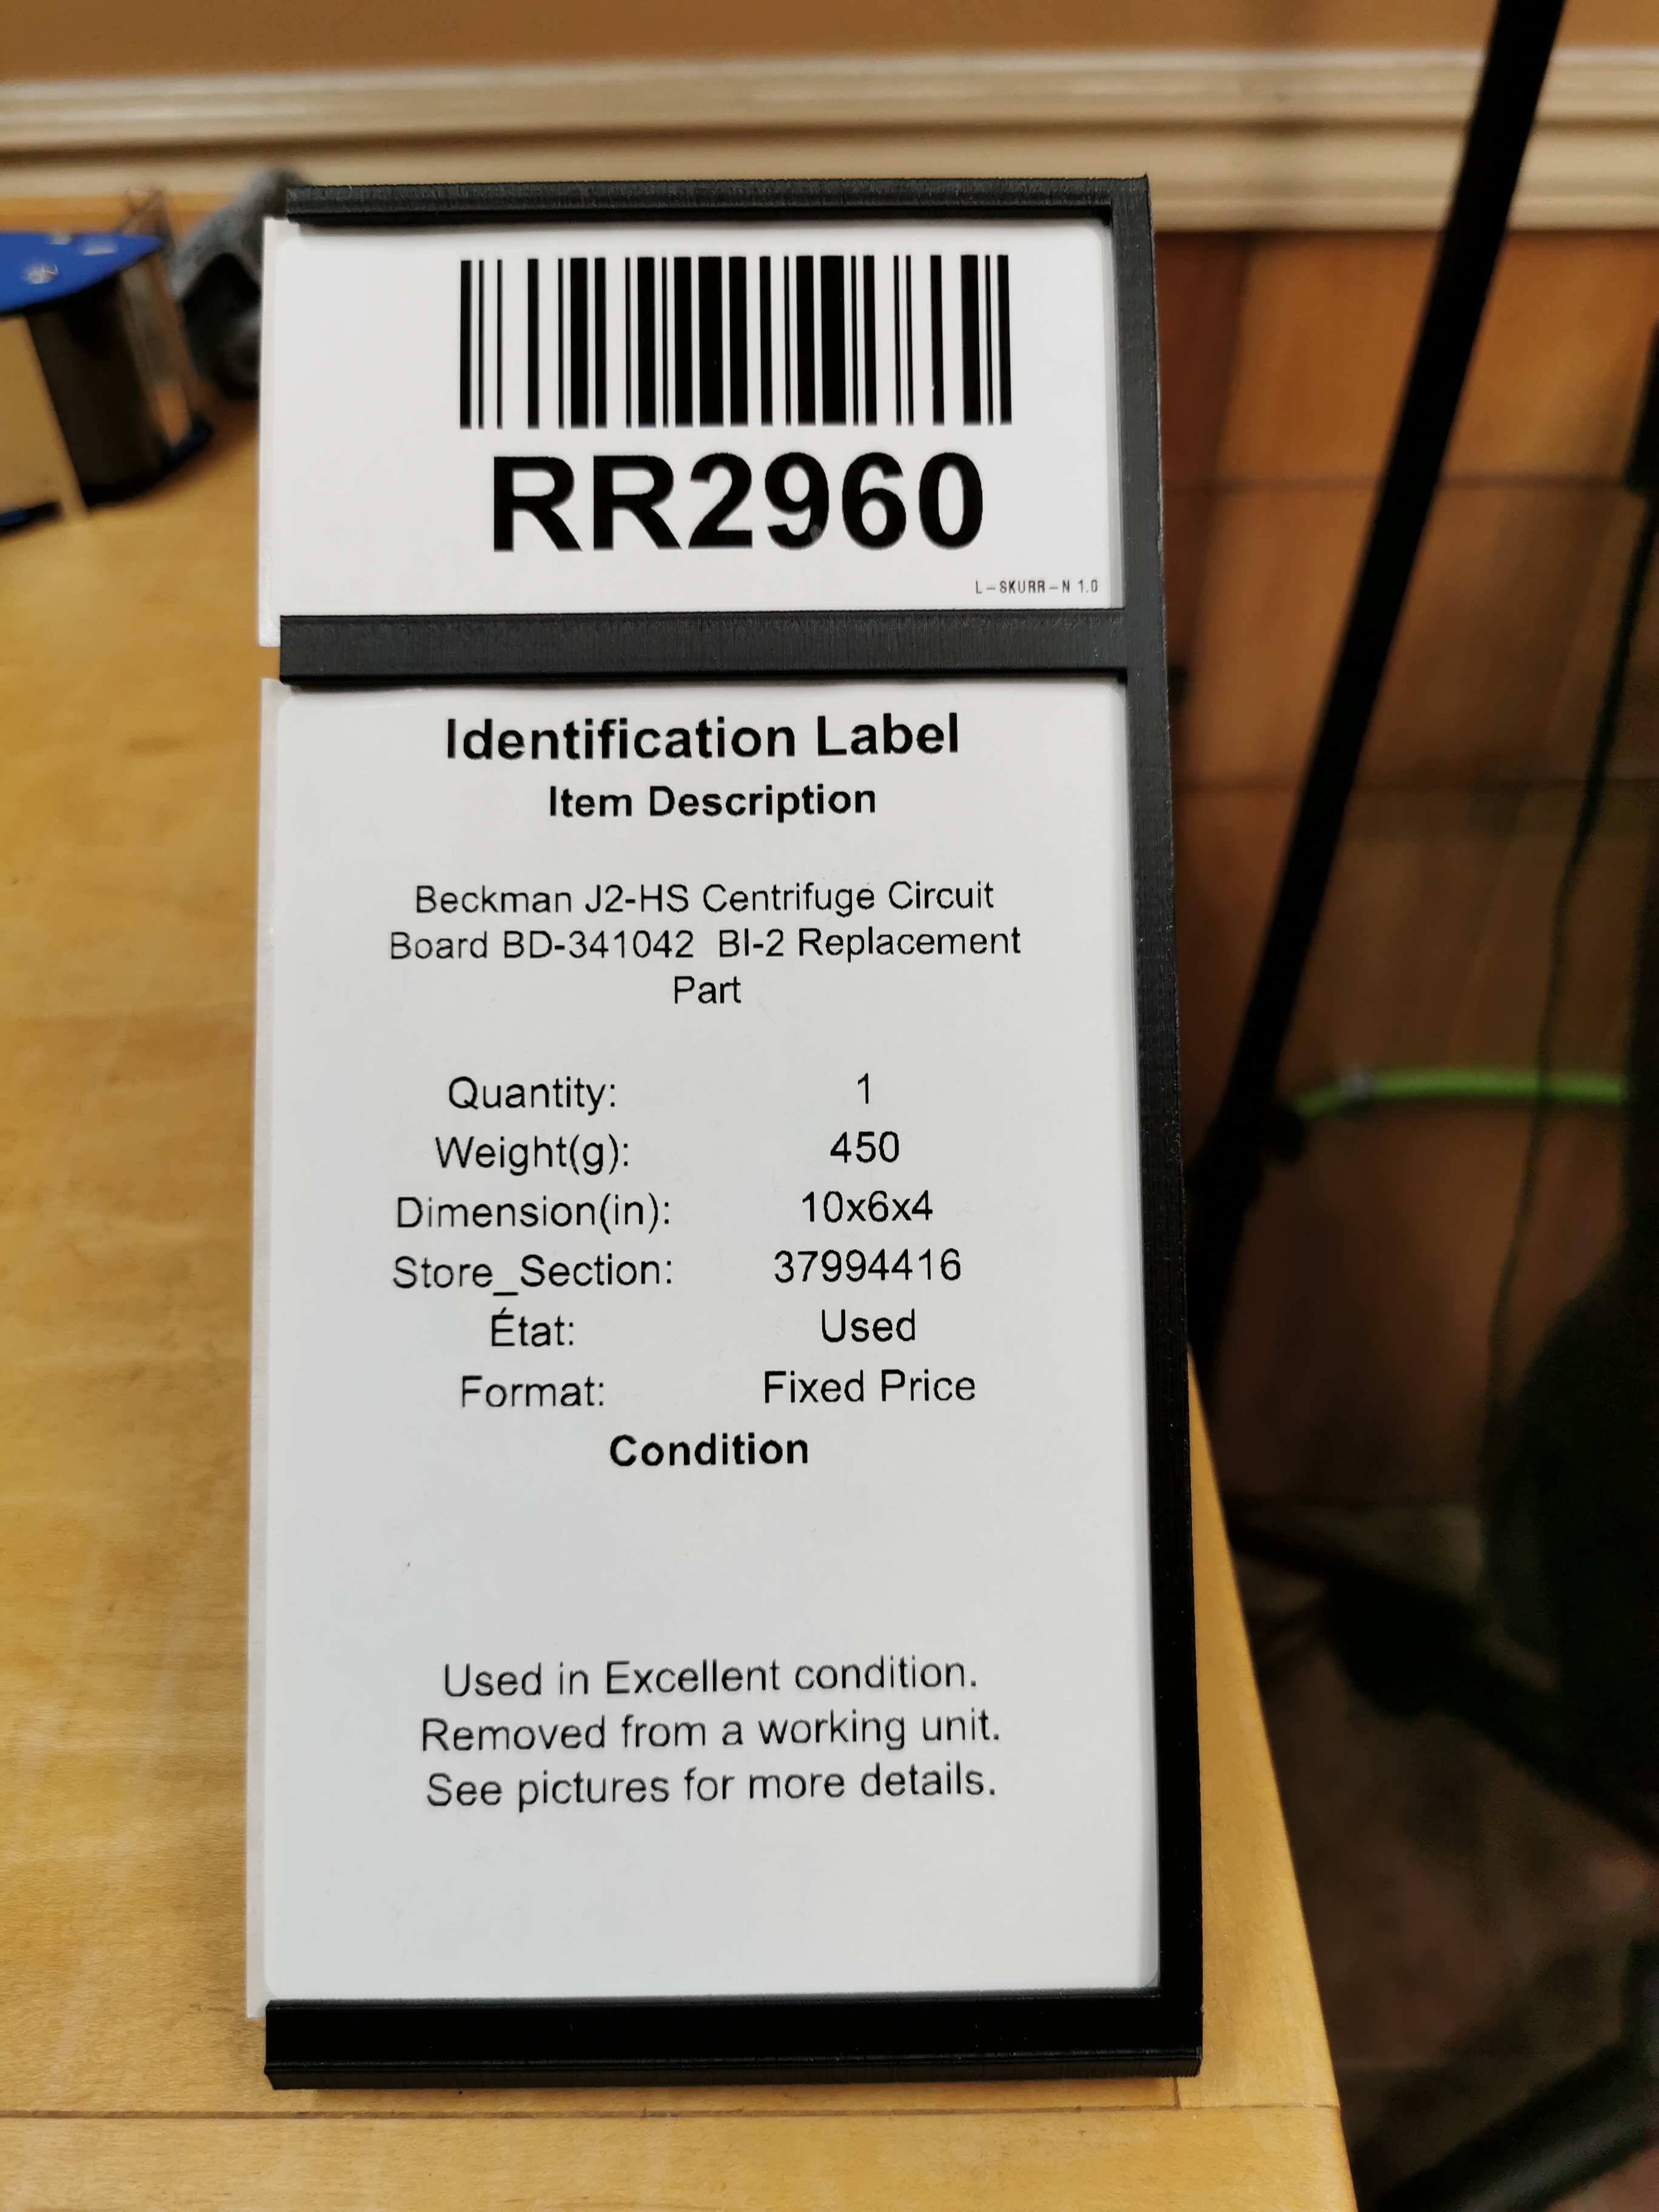 RR2960
L-SKURR-N 1.0
Identification Label
Item Description
Beckman J2-HS Centrifuge Circuit
Board BD-341042  BI-2 Replacement
Part
Quantity: 1
Weight(g): 450
Dimension(in): 10x6x4
Store_Section: 37994416
État: Used
Format: Fixed Price
Condition
Used in Excellent condition.
Removed from a working unit.
See pictures for more details.